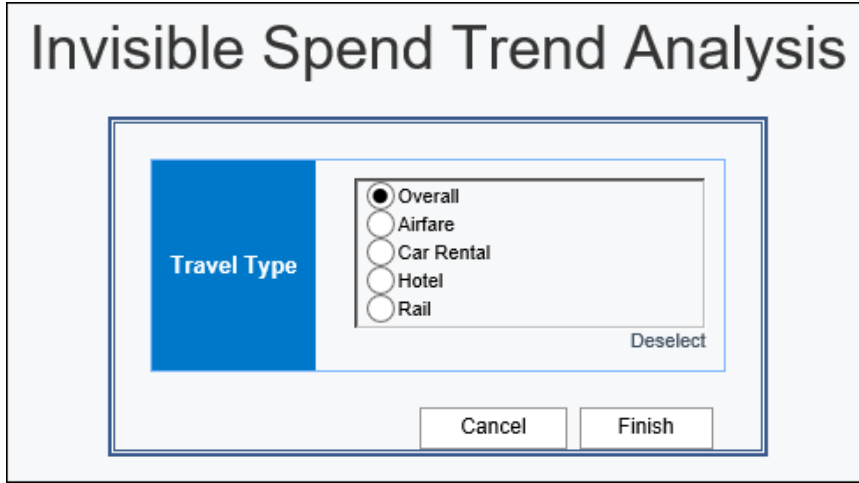 Invisible Spend Trend Analysis
Travel Type
Overall
Airfare
Car Rental
Hotel
Rail
Deselect
Cancel
Finish